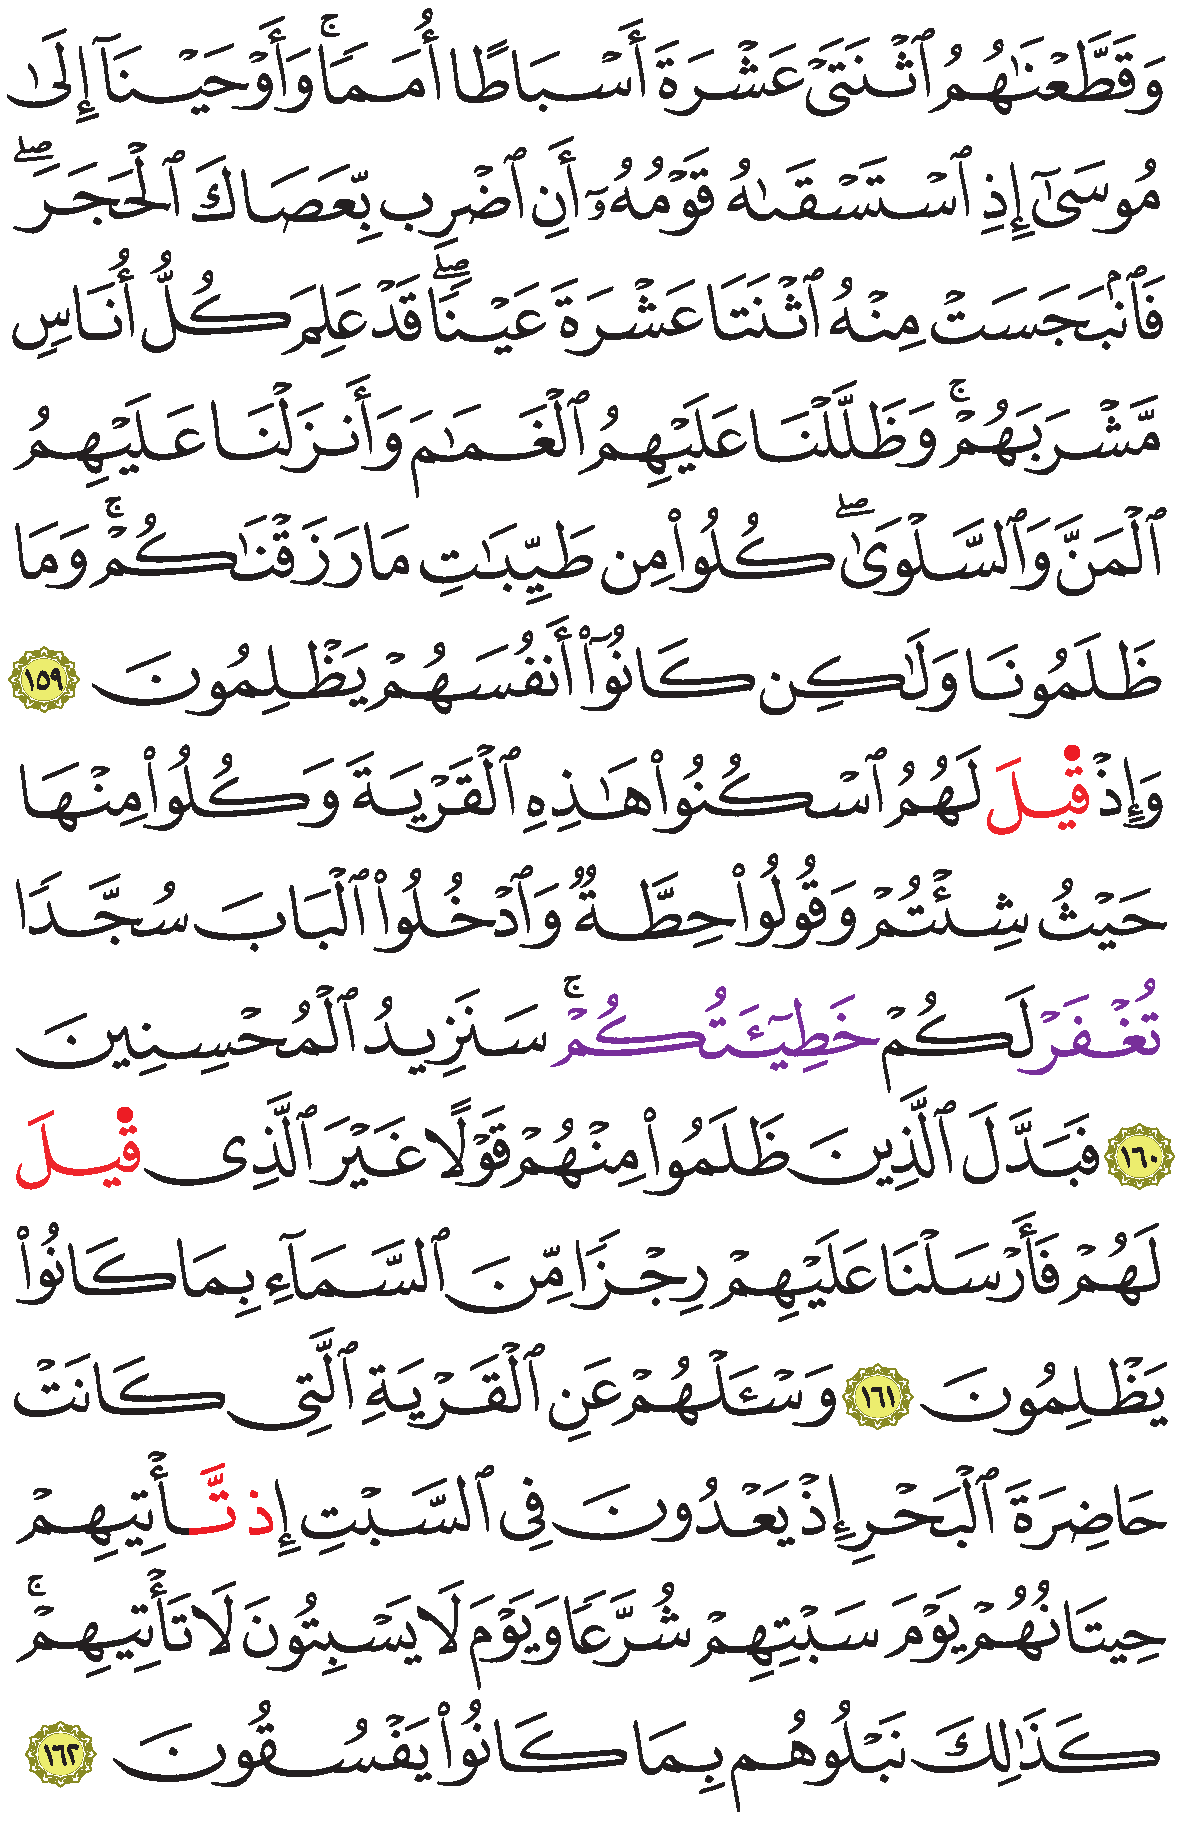 وَقَطَّعۡنَٰهُمُ ٱثۡنَتَيۡ عَشۡرَةَ أَسۡبَاطًا أُمَمٗاۚ وَأَوۡحَيۡنَآ إِلَىٰ
مُوسَىٰٓ إِذِ ٱسۡتَسۡقَىٰهُ قَوۡمُهُۥٓ أَنِ ٱضۡرِب بِّعَصَاكَ ٱلۡحَجَرَۖ
فَٱنۢبَجَسَتۡ مِنۡهُ ٱثۡنَتَا عَشۡرَةَ عَيۡنٗاۖ قَدۡ عَلِمَ كُلُّ أُنَاسٖ
مَّشۡرَبَهُمۡۚ وَظَلَّلۡنَا عَلَيۡهِمُ ٱلۡغَمَٰمَ وَأَنزَلۡنَا عَلَيۡهِمُ
ٱلۡمَنَّ وَٱلسَّلۡوَىٰۖ كُلُواْ مِن طَيِّبَٰتِ مَا رَزَقۡنَٰكُمۡۚ وَمَا
ظَلَمُونَا وَلَٰكِن كَانُوٓاْ أَنفُسَهُمۡ يَظۡلِمُونَ ١٥٩
وَإِذۡ قِيلَ لَهُمُ ٱسۡكُنُواْ هَٰذِهِ ٱلۡقَرۡيَةَ وَكُلُواْ مِنۡهَا
حَيۡثُ شِئۡتُمۡ وَقُولُواْ حِطَّةٞ وَٱدۡخُلُواْ ٱلۡبَابَ سُجَّدٗا
تُغۡفَرۡ لَكُمۡ خَطِيٓـَٔتُكُمۡۚ سَنَزِيدُ ٱلۡمُحۡسِنِينَ
١٦٠ فَبَدَّلَ ٱلَّذِينَ ظَلَمُواْ مِنۡهُمۡ قَوۡلًا غَيۡرَ ٱلَّذِى قِيلَ
لَهُمۡ فَأَرۡسَلۡنَا عَلَيۡهِمۡ رِجۡزٗا مِّنَ ٱلسَّمَآءِ بِمَا كَانُواْ
يَظۡلِمُونَ ١٦١ وَسۡـَٔلۡهُمۡ عَنِ ٱلۡقَرۡيَةِ ٱلَّتِى كَانَتۡ
حَاضِرَةَ ٱلۡبَحۡرِ إِذۡ يَعۡدُونَ فِى ٱلسَّبۡتِ إِذ تَّأۡتِيهِمۡ
حِيتَانُهُمۡ يَوۡمَ سَبۡتِهِمۡ شُرَّعٗا وَيَوۡمَ لَا يَسۡبِتُونَ لَا تَأۡتِيهِمۡۚ
كَذَٰلِكَ نَبۡلُوهُم بِمَا كَانُواْ يَفۡسُقُونَ ١٦٢